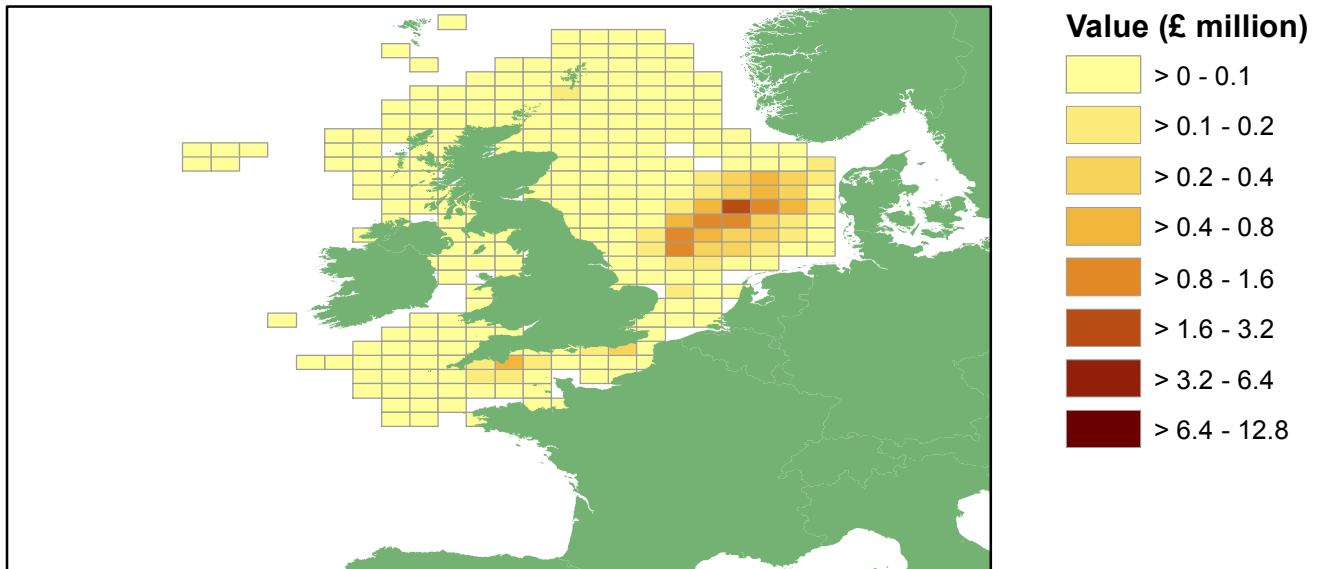 Value (£ million)
> 0 - 0.1
> 0.1 - 0.2
> 0.2 - 0.4
> 0.4 - 0.8
> 0.8 - 1.6
> 1.6 - 3.2
> 3.2 - 6.4
> 6.4 - 12.8